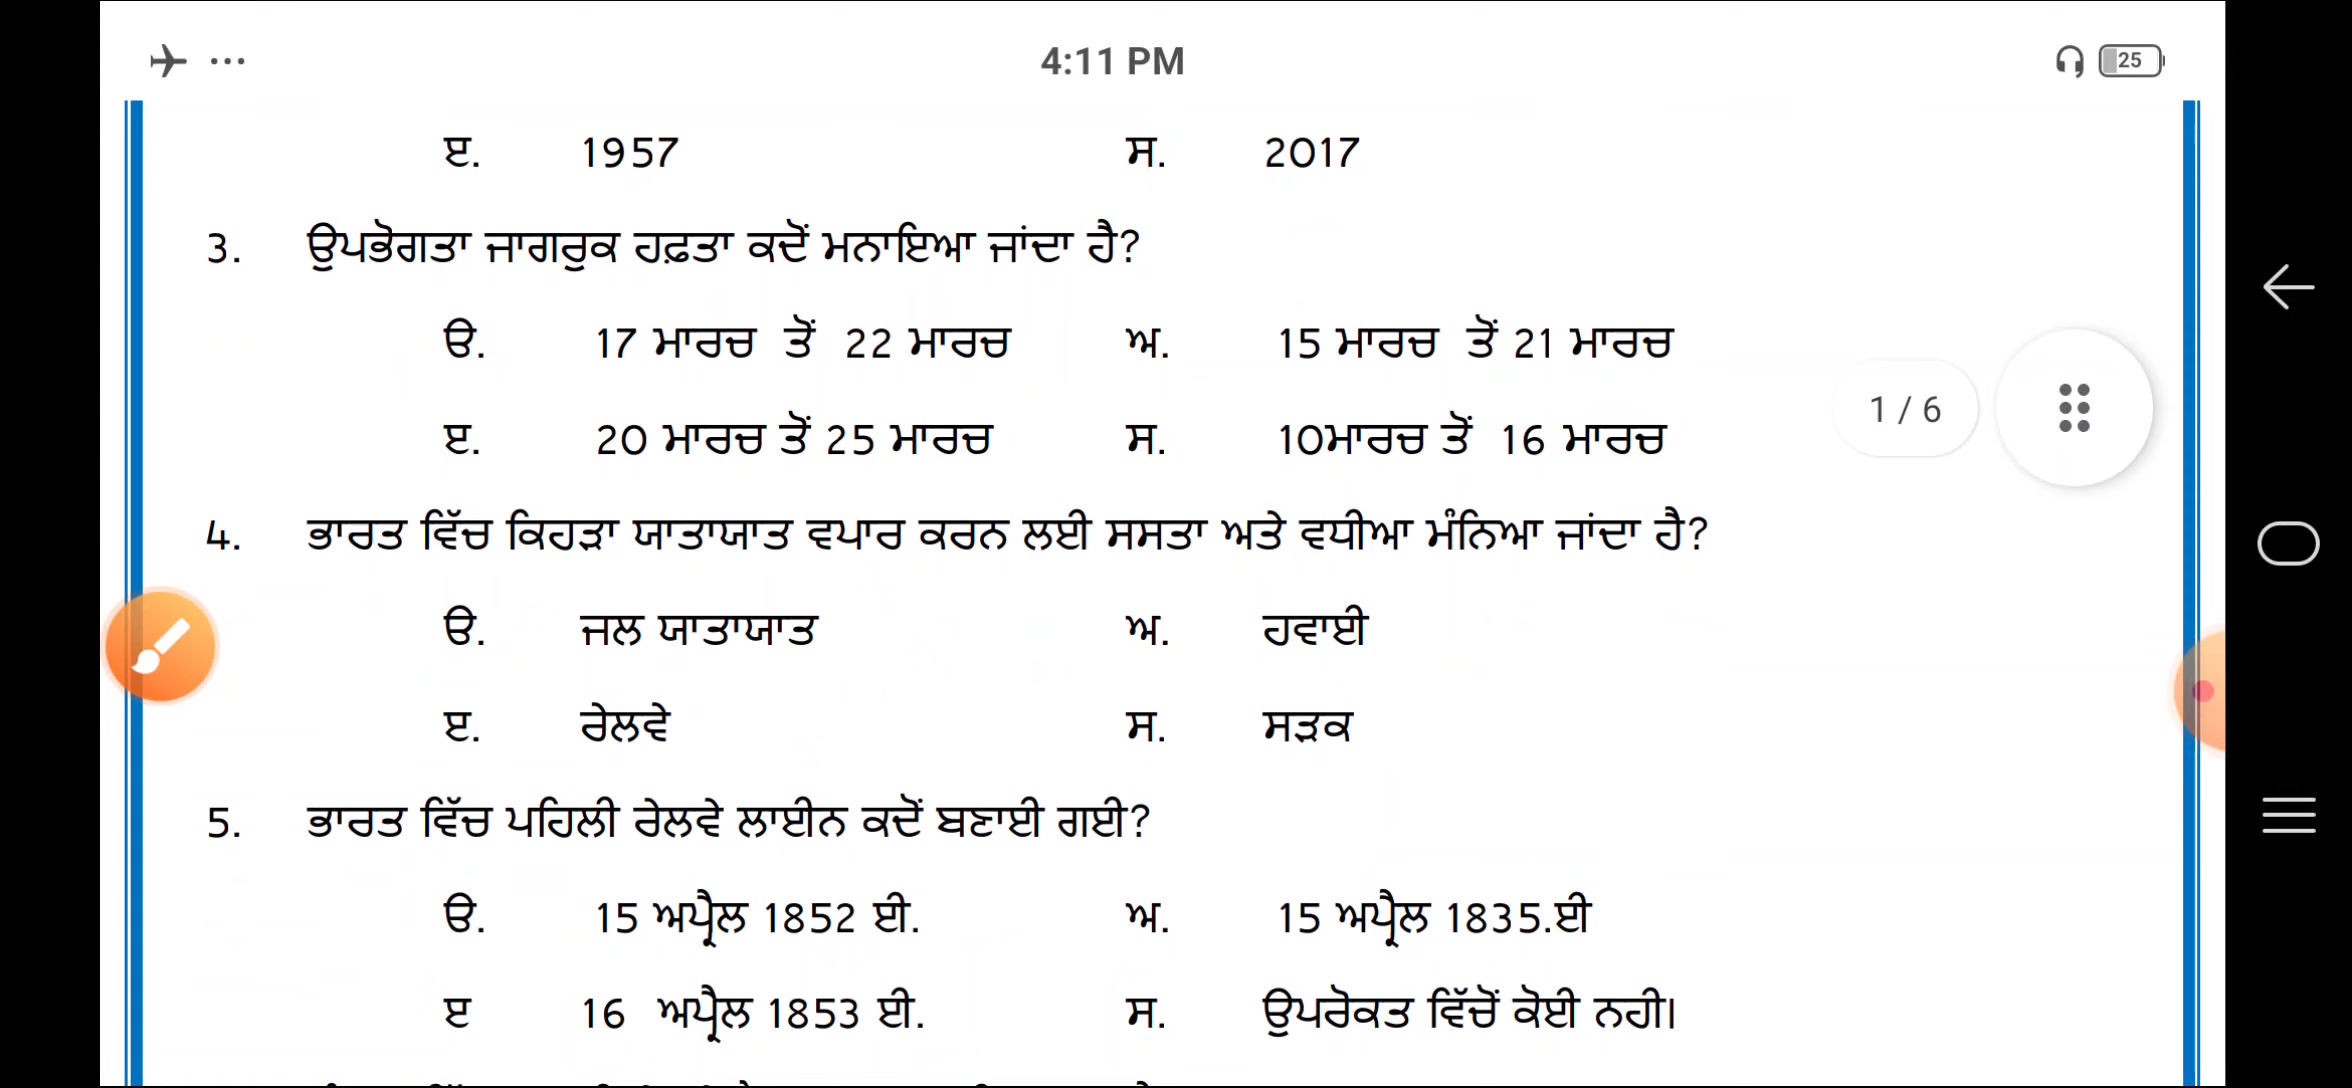 4:11 PM
25
ੲ. 1957 ਸ. 2017
3. ਉਪਭੋਗਤਾ ਜਾਗਰੁਕ ਹਫ਼ਤਾ ਕਦੋਂ ਮਨਾਇਆ ਜਾਂਦਾ ਹੈ?
ੳ. 17 ਮਾਰਚ ਤੋਂ 22 ਮਾਰਚ ਅ. 15 ਮਾਰਚ ਤੋਂ 21 ਮਾਰਚ
1 / 6
ੲ. 20 ਮਾਰਚ ਤੋਂ 25 ਮਾਰਚ ਸ. 10ਮਾਰਚ ਤੋਂ 16 ਮਾਰਚ
4. ਭਾਰਤ ਵਿੱਚ ਕਿਹੜਾ ਯਾਤਾਯਾਤ ਵਪਾਰ ਕਰਨ ਲਈ ਸਸਤਾ ਅਤੇ ਵਧੀਆ ਮੰਨਿਆ ਜਾਂਦਾ ਹੈ?
ੳ. ਜਲ ਯਾਤਾਯਾਤ ਅ. ਹਵਾਈ
ੲ. ਰੇਲਵੇ ਸ. ਸੜਕ
5. ਭਾਰਤ ਵਿੱਚ ਪਹਿਲੀ ਰੇਲਵੇ ਲਾਈਨ ਕਦੋਂ ਬਣਾਈ ਗਈ?
ੳ. 15 ਅਪ੍ਰੈਲ 1852 ਈ. ਅ. 15 ਅਪ੍ਰੈਲ 1835.ਈ
ੲ 16 ਅਪ੍ਰੈਲ 1853 ਈ. ਸ. ਉਪਰੋਕਤ ਵਿੱਚੋਂ ਕੋਈ ਨਹੀ।